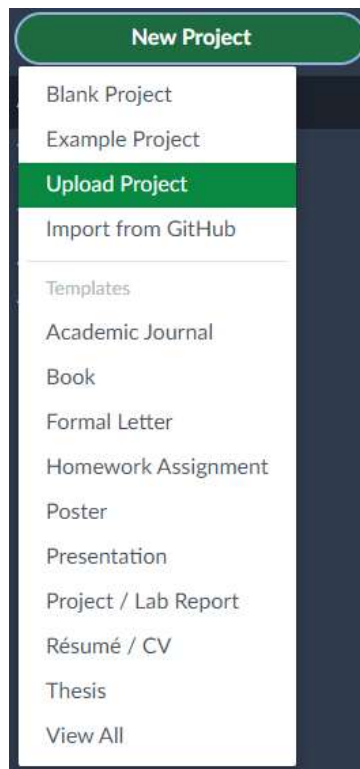 New Project
Blank Project
Example Project
Upload Project
Import from GitHub
Templates
Academic Journal
Book
Formal Letter
Homework Assignment
Poster
Presentation
Project / Lab Report
Résumé / CV
Thesis
View All